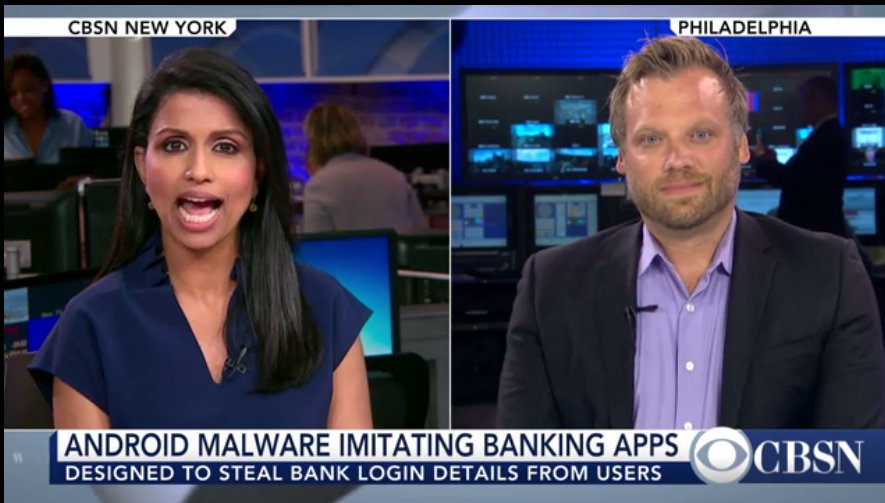 CBSN NEW YORK
PHILADELPHIA
ANDROID MALWARE IMITATING BANKING APPS
DESIGNED TO STEAL BANK LOGIN DETAILS FROM USERS
CBSN